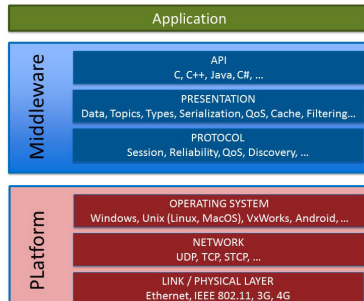 Application
Middleware
API
C, C++, Java, C#, ...
PRESENTATION
Data, Topics, Types, Serialization, QoS, Cache, Filtering...
PROTOCOL
Session, Reliability, QoS, Discovery, ...
PLatform
OPERATING SYSTEM
Windows, Unix (Linux, MacOS), VxWorks, Android, ...
NETWORK
UDP, TCP, STCP, ...
LINK / PHYSICAL LAYER
Ethernet, IEEE 802.11, 3G, 4G